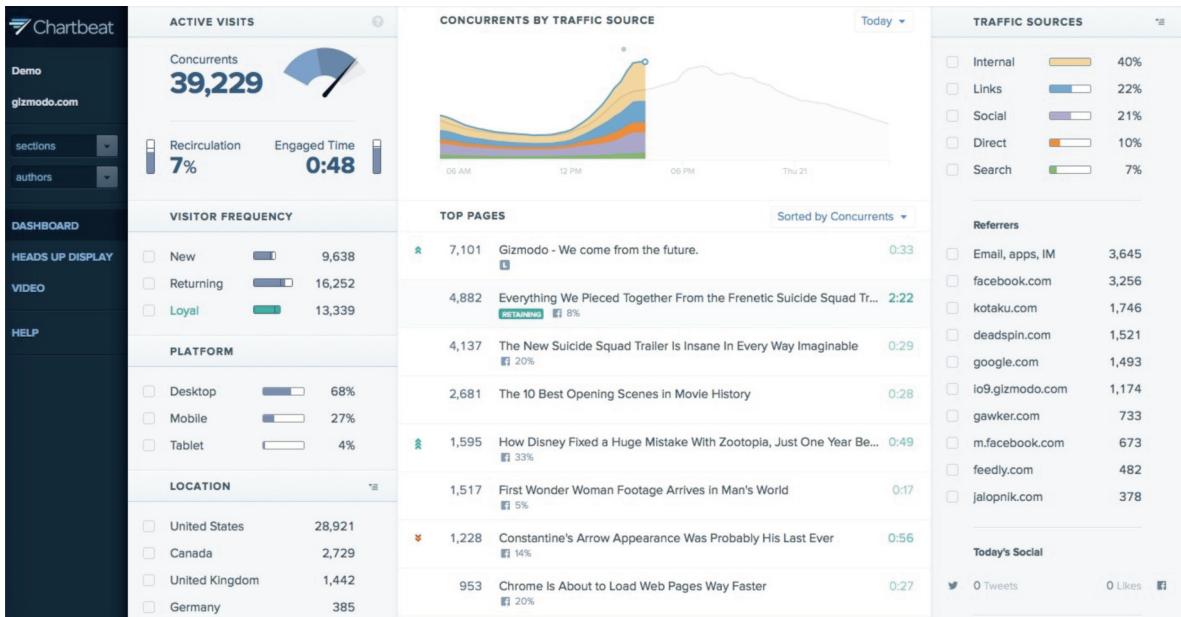 Chartbeat
Demo
gizmodo.com
sections
authors
DASHBOARD
HEADS UP DISPLAY
VIDEO
HELP
ACTIVE VISITS
?
Concurrents
39,229
Recirculation
7%
Engaged Time
0:48
VISITOR FREQUENCY
New 9,638
Returning 16,252
Loyal 13,339
PLATFORM
Desktop 68%
Mobile 27%
Tablet 4%
LOCATION
United States 28,921
Canada 2,729
United Kingdom 1,442
Germany 385
CONCURRENTS BY TRAFFIC SOURCE
Today
06 AM 12 PM 06 PM Thu 21
TOP PAGES
Sorted by Concurrents
7,101 Gizmodo - We come from the future. 0:33
L
4,882 Everything We Pieced Together From the Frenetic Suicide Squad Tr... 2:22
RETAINING f 8%
4,137 The New Suicide Squad Trailer Is Insane In Every Way Imaginable 0:29
f 20%
2,681 The 10 Best Opening Scenes in Movie History 0:28
1,595 How Disney Fixed a Huge Mistake With Zootopia, Just One Year Be... 0:49
f 33%
1,517 First Wonder Woman Footage Arrives in Man's World 0:17
f 5%
1,228 Constantine's Arrow Appearance Was Probably His Last Ever 0:56
f 14%
953 Chrome Is About to Load Web Pages Way Faster 0:27
f 20%
TRAFFIC SOURCES
Internal 40%
Links 22%
Social 21%
Direct 10%
Search 7%
Referrers
Email, apps, IM 3,645
facebook.com 3,256
kotaku.com 1,746
deadspin.com 1,521
google.com 1,493
io9.gizmodo.com 1,174
gawker.com 733
m.facebook.com 673
feedly.com 482
jalopnik.com 378
Today's Social
0 Tweets 0 Likes f